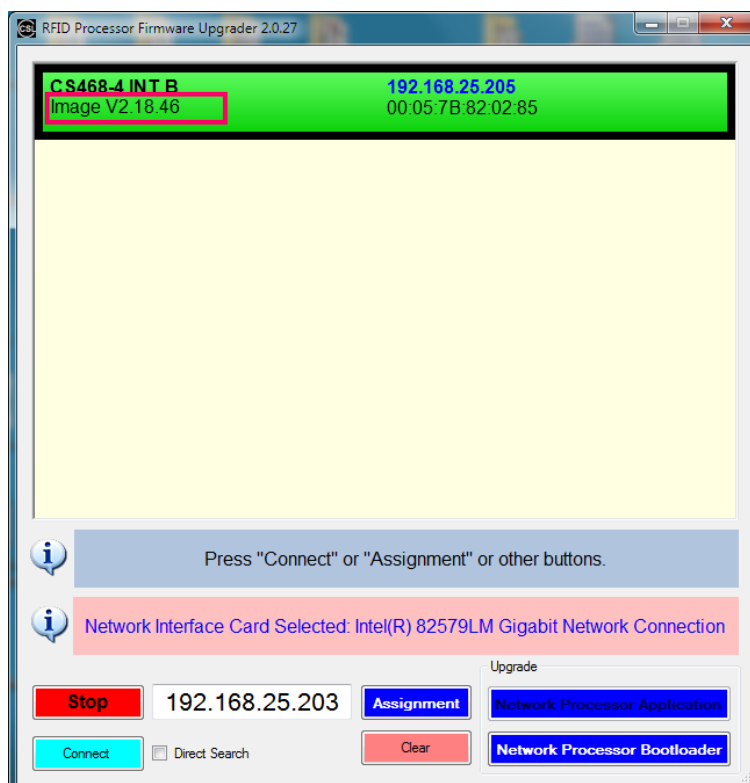 CSL RFID Processor Firmware Upgrader 2.0.27
CS468-4 INT B 192.168.25.205
Image V2.18.46 00:05:7B:82:02:85
Press "Connect" or "Assignment" or other buttons.
Network Interface Card Selected: Intel(R) 82579LM Gigabit Network Connection
Upgrade
Stop 192.168.25.203 Assignment Network Processor Application
Connect Direct Search Clear Network Processor Bootloader